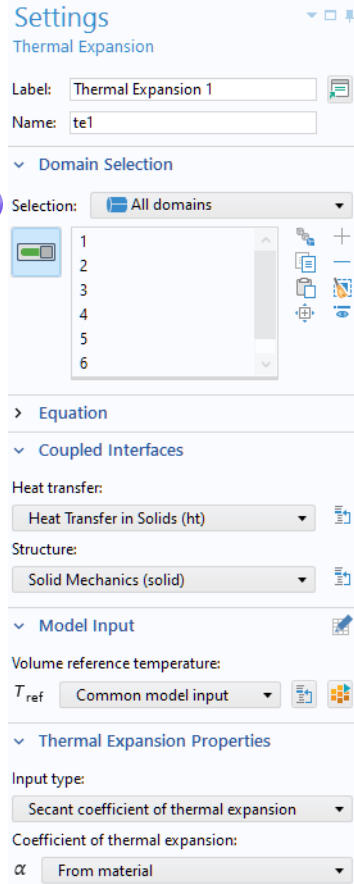 Settings
Thermal Expansion
Label: Thermal Expansion 1
Name: te1
Domain Selection
Selection: All domains
1
2
3
4
5
6
Equation
Coupled Interfaces
Heat transfer:
Heat Transfer in Solids (ht)
Structure:
Solid Mechanics (solid)
Model Input
Volume reference temperature:
T ref Common model input
Thermal Expansion Properties
Input type:
Secant coefficient of thermal expansion
Coefficient of thermal expansion:
α From material